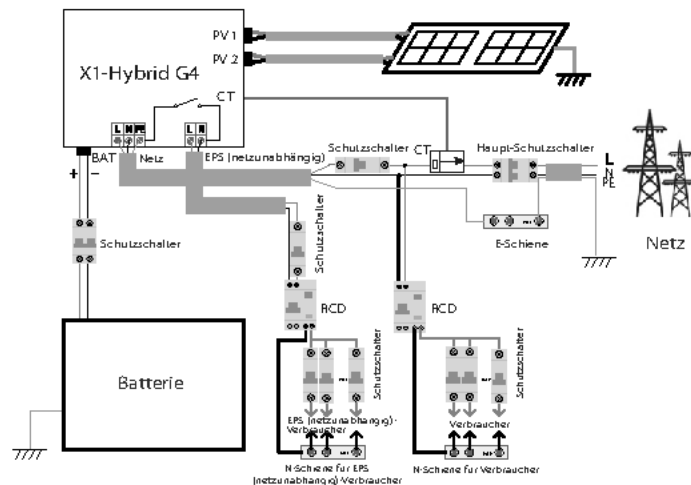 PV 1
PV 2
X1-Hybrid G4
CT
L N PE
L N
BAT
Netz
EPS (netzunabhängig)
+ −
Schutzschalter
CT
Haupt-Schutzschalter
L
N
PE
Schutzschalter
Schutzschalter
E-Schiene
Netz
RCD
RCD
Batterie
Schutzschalter
Schutzschalter
EPS (netzunabhängig)-
Verbraucher
Verbraucher
N-Schiene für EPS
(netzunabhängig)-Verbraucher
N-Schiene für Verbraucher